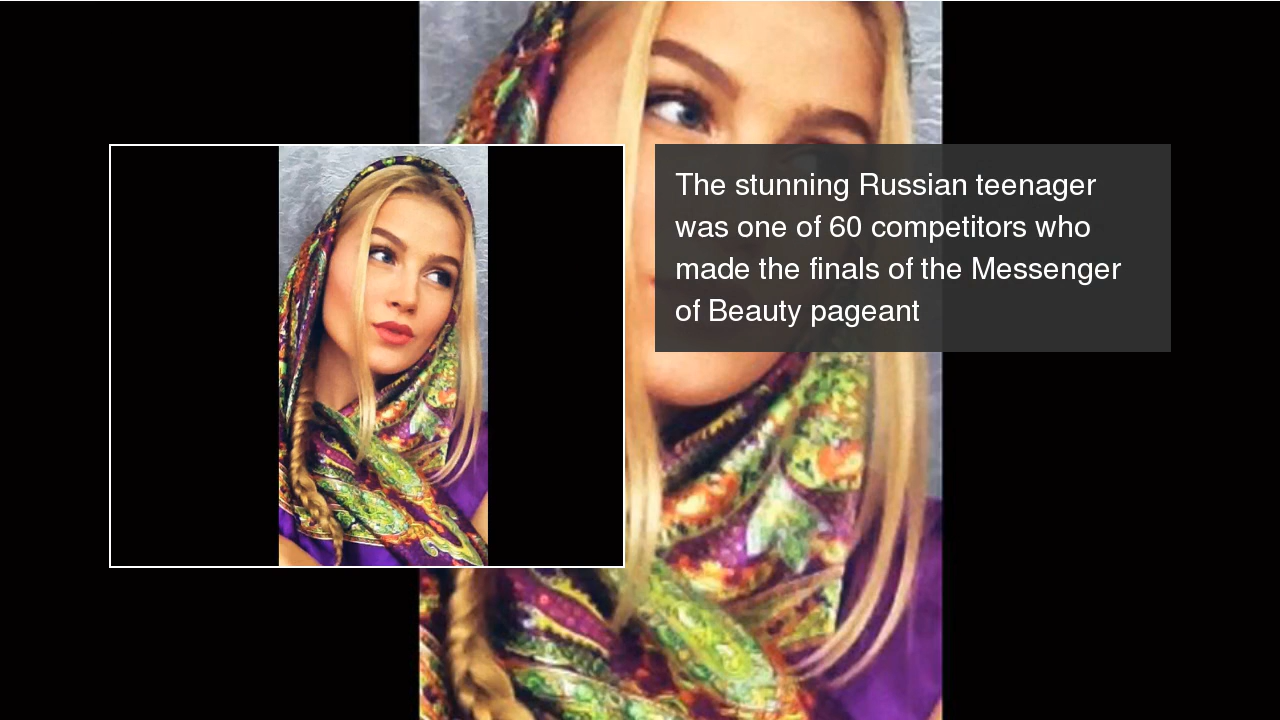 The stunning Russian teenager
was one of 60 competitors who
made the finals of the Messenger
of Beauty pageant